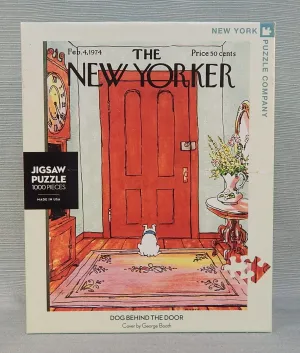 NEW YORK
PUZZLE COMPANY
Feb. 4, 1974
THE
Price 50 cents
NEW YORKER
JIGSAW
PUZZLE
1000 PIECES
MADE IN USA
DOG BEHIND THE DOOR
Cover by George Booth